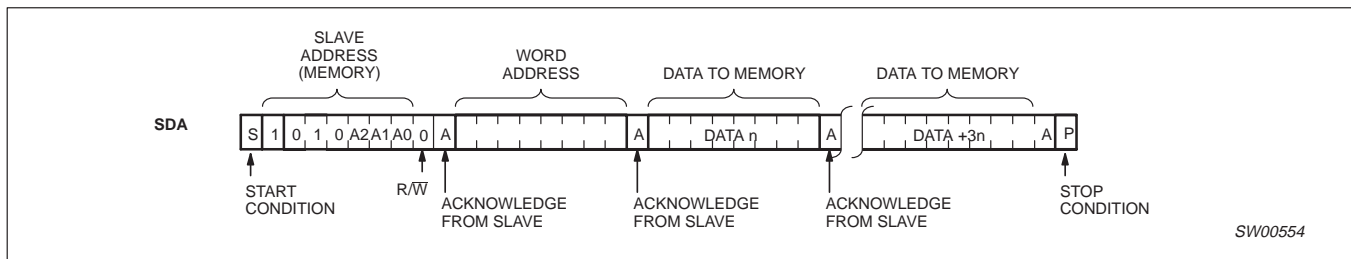 SLAVE
ADDRESS
(MEMORY)
WORD
ADDRESS
DATA TO MEMORY
DATA TO MEMORY
SDA
S 1 0 1 0 A2 A1 A0 0 A A DATA n A DATA +3n A P
START
CONDITION
R/W̅
ACKNOWLEDGE
FROM SLAVE
ACKNOWLEDGE
FROM SLAVE
ACKNOWLEDGE
FROM SLAVE
STOP
CONDITION
SW00554